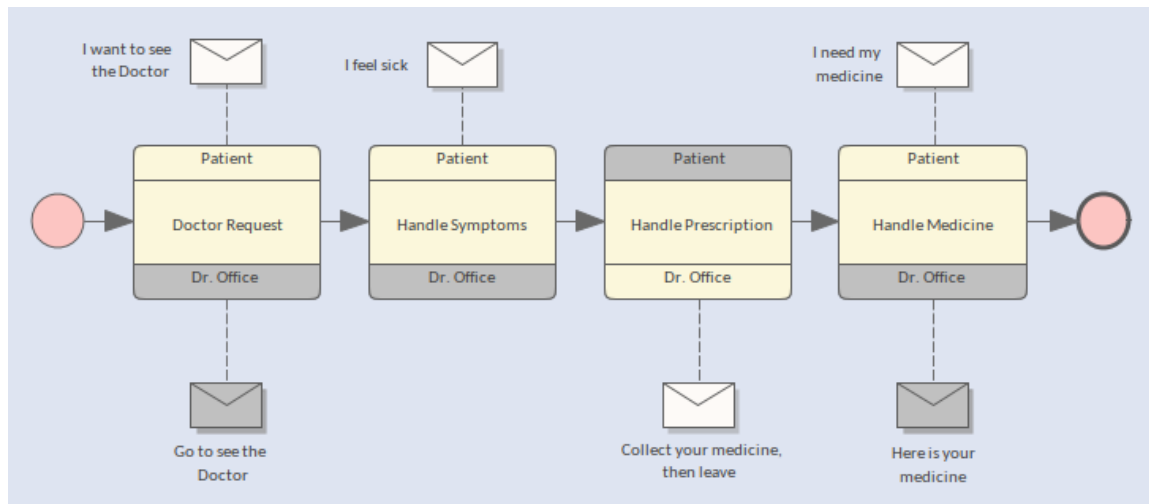 I want to see
the Doctor
I feel sick
I need my
medicine
Patient
Doctor Request
Dr. Office
Patient
Handle Symptoms
Dr. Office
Patient
Handle Prescription
Dr. Office
Patient
Handle Medicine
Dr. Office
Go to see the
Doctor
Collect your medicine,
then leave
Here is your
medicine